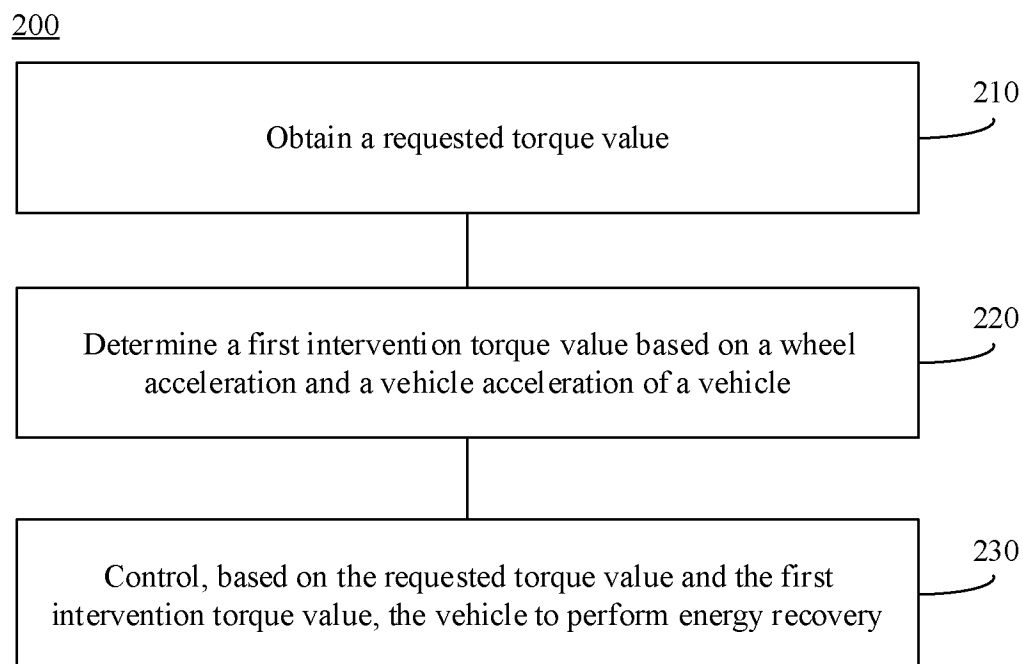 200
210
Obtain a requested torque value
220
Determine a first intervention torque value based on a wheel
acceleration and a vehicle acceleration of a vehicle
230
Control, based on the requested torque value and the first
intervention torque value, the vehicle to perform energy recovery